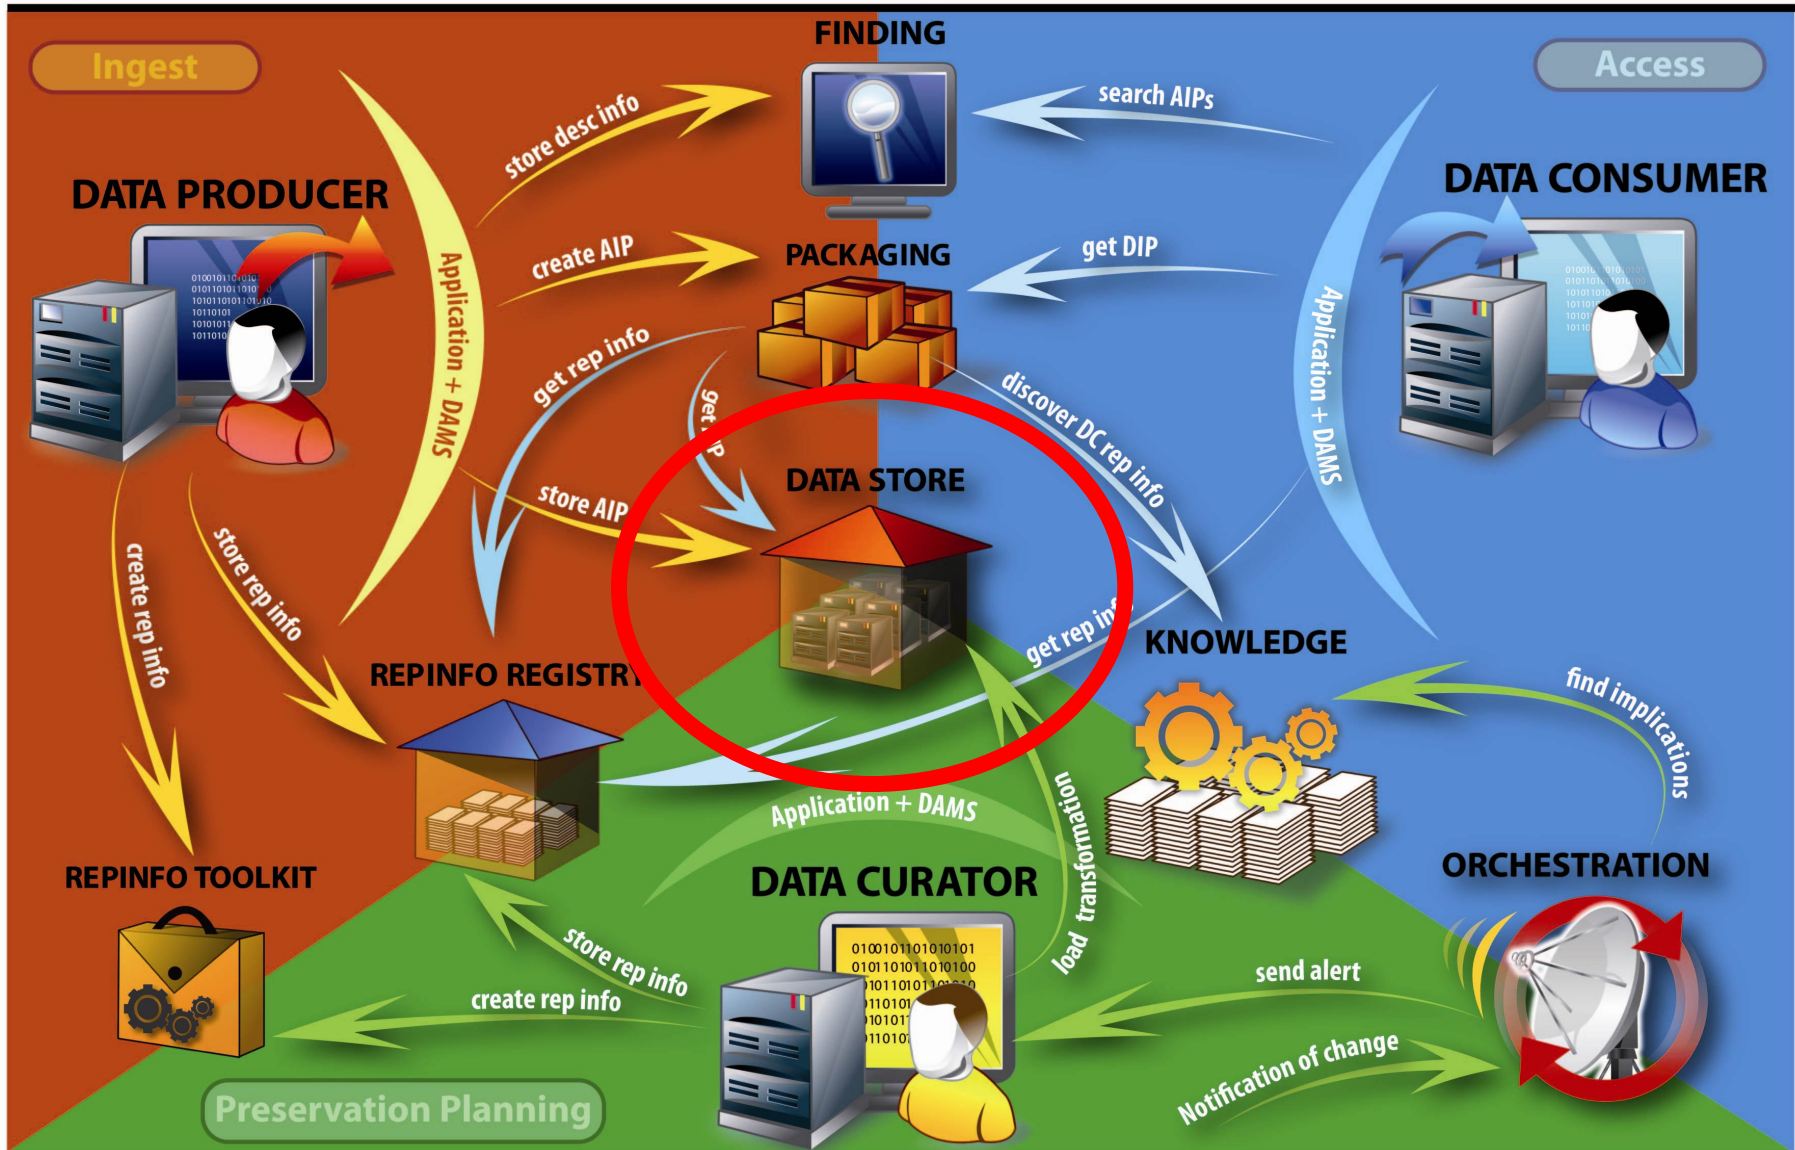 FINDING
Ingest
Access
search AIPs
store desc info
DATA PRODUCER
DATA CONSUMER
create AIP
PACKAGING
get DIP
Application + DAMS
Application + DAMS
get rep info
discover DC rep info
DATA STORE
store AIP
create rep info
store rep info
get rep info
KNOWLEDGE
REPINFO REGISTRY
find implications
Application + DAMS
load transformation
REPINFO TOOLKIT
DATA CURATOR
ORCHESTRATION
0100101101010101
0101101011010100
store rep info
create rep info
send alert
Notification of change
Preservation Planning